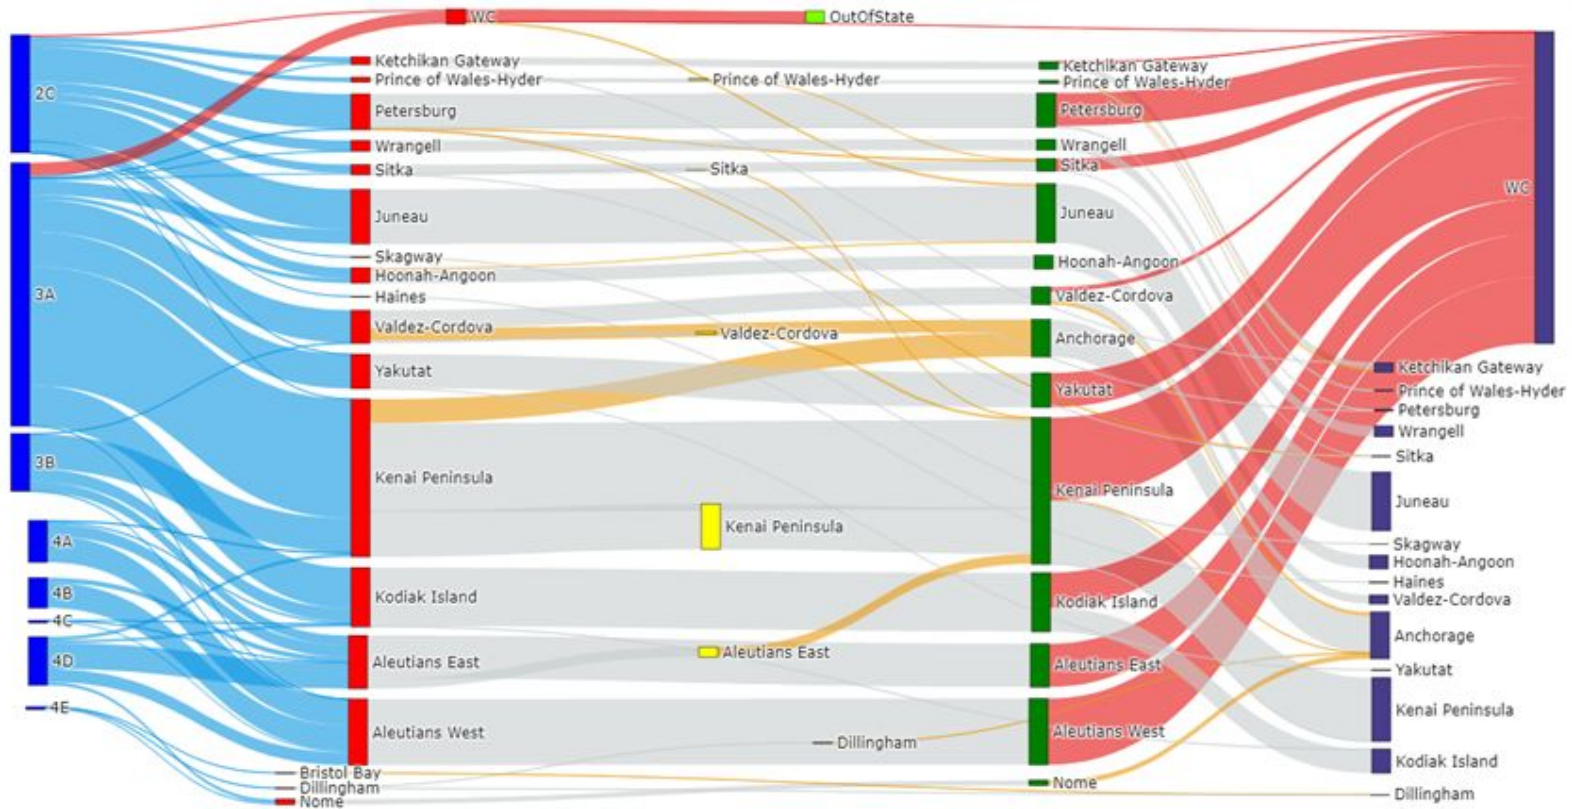 2C
3A
3B
4A
4B
4C
4D
4E
WC
Ketchikan Gateway
Prince of Wales-Hyder
Petersburg
Wrangell
Sitka
Juneau
Skagway
Hoonah-Angoon
Haines
Valdez-Cordova
Yakutat
Kenai Peninsula
Kodiak Island
Aleutians East
Aleutians West
Bristol Bay
Dillingham
Nome
OutOfState
Prince of Wales-Hyder
Sitka
Valdez-Cordova
Kenai Peninsula
Aleutians East
Dillingham
Ketchikan Gateway
Prince of Wales-Hyder
Petersburg
Wrangell
Sitka
Juneau
Hoonah-Angoon
Valdez-Cordova
Anchorage
Yakutat
Kenai Peninsula
Kodiak Island
Aleutians East
Aleutians West
Nome
WC
Ketchikan Gateway
Prince of Wales-Hyder
Petersburg
Wrangell
Sitka
Juneau
Skagway
Hoonah-Angoon
Haines
Valdez-Cordova
Anchorage
Yakutat
Kenai Peninsula
Kodiak Island
Dillingham